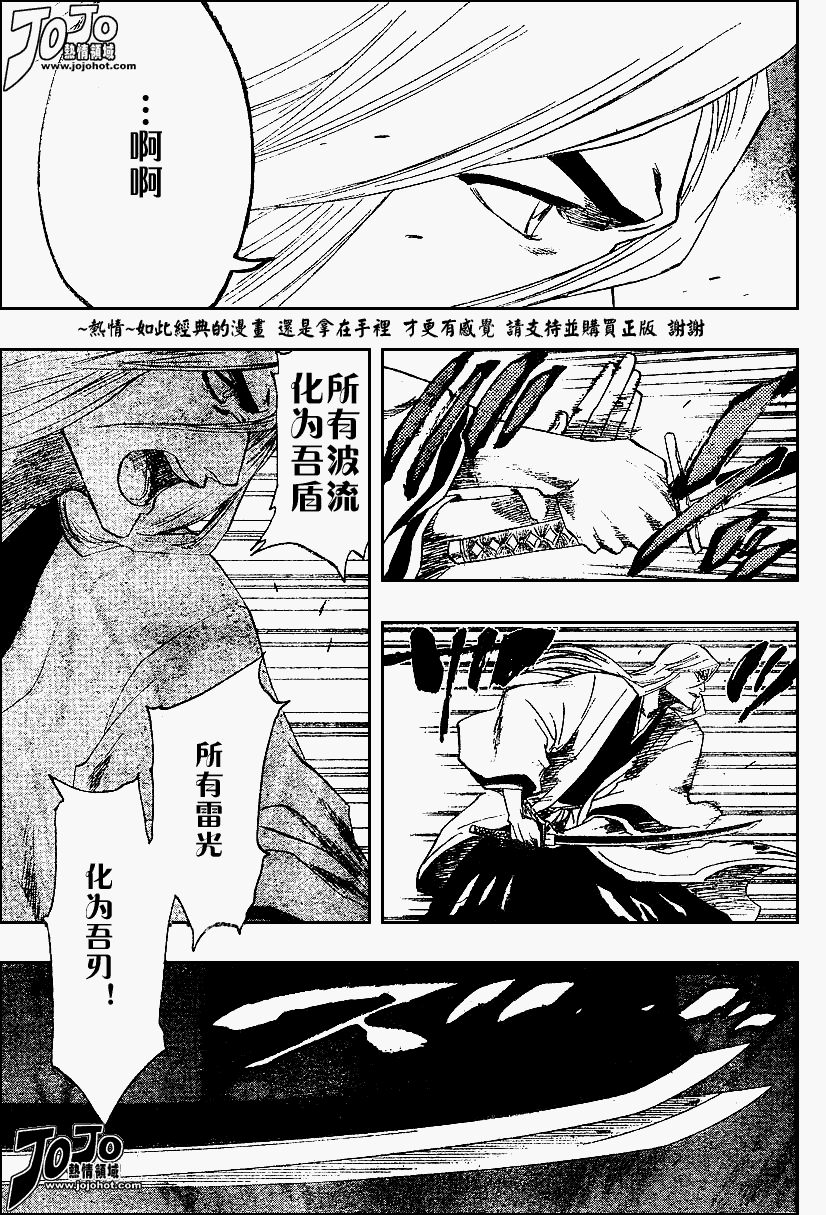 JOJO
熱情領域
www.jojohot.com
…啊啊
~熱情~如此經典的漫畫 還是拿在手裡 才更有感覺 請支持並購買正版 謝謝
所有波流
化为吾盾
所有雷光
化为吾刃！
JOJO
熱情領域
www.jojohot.com